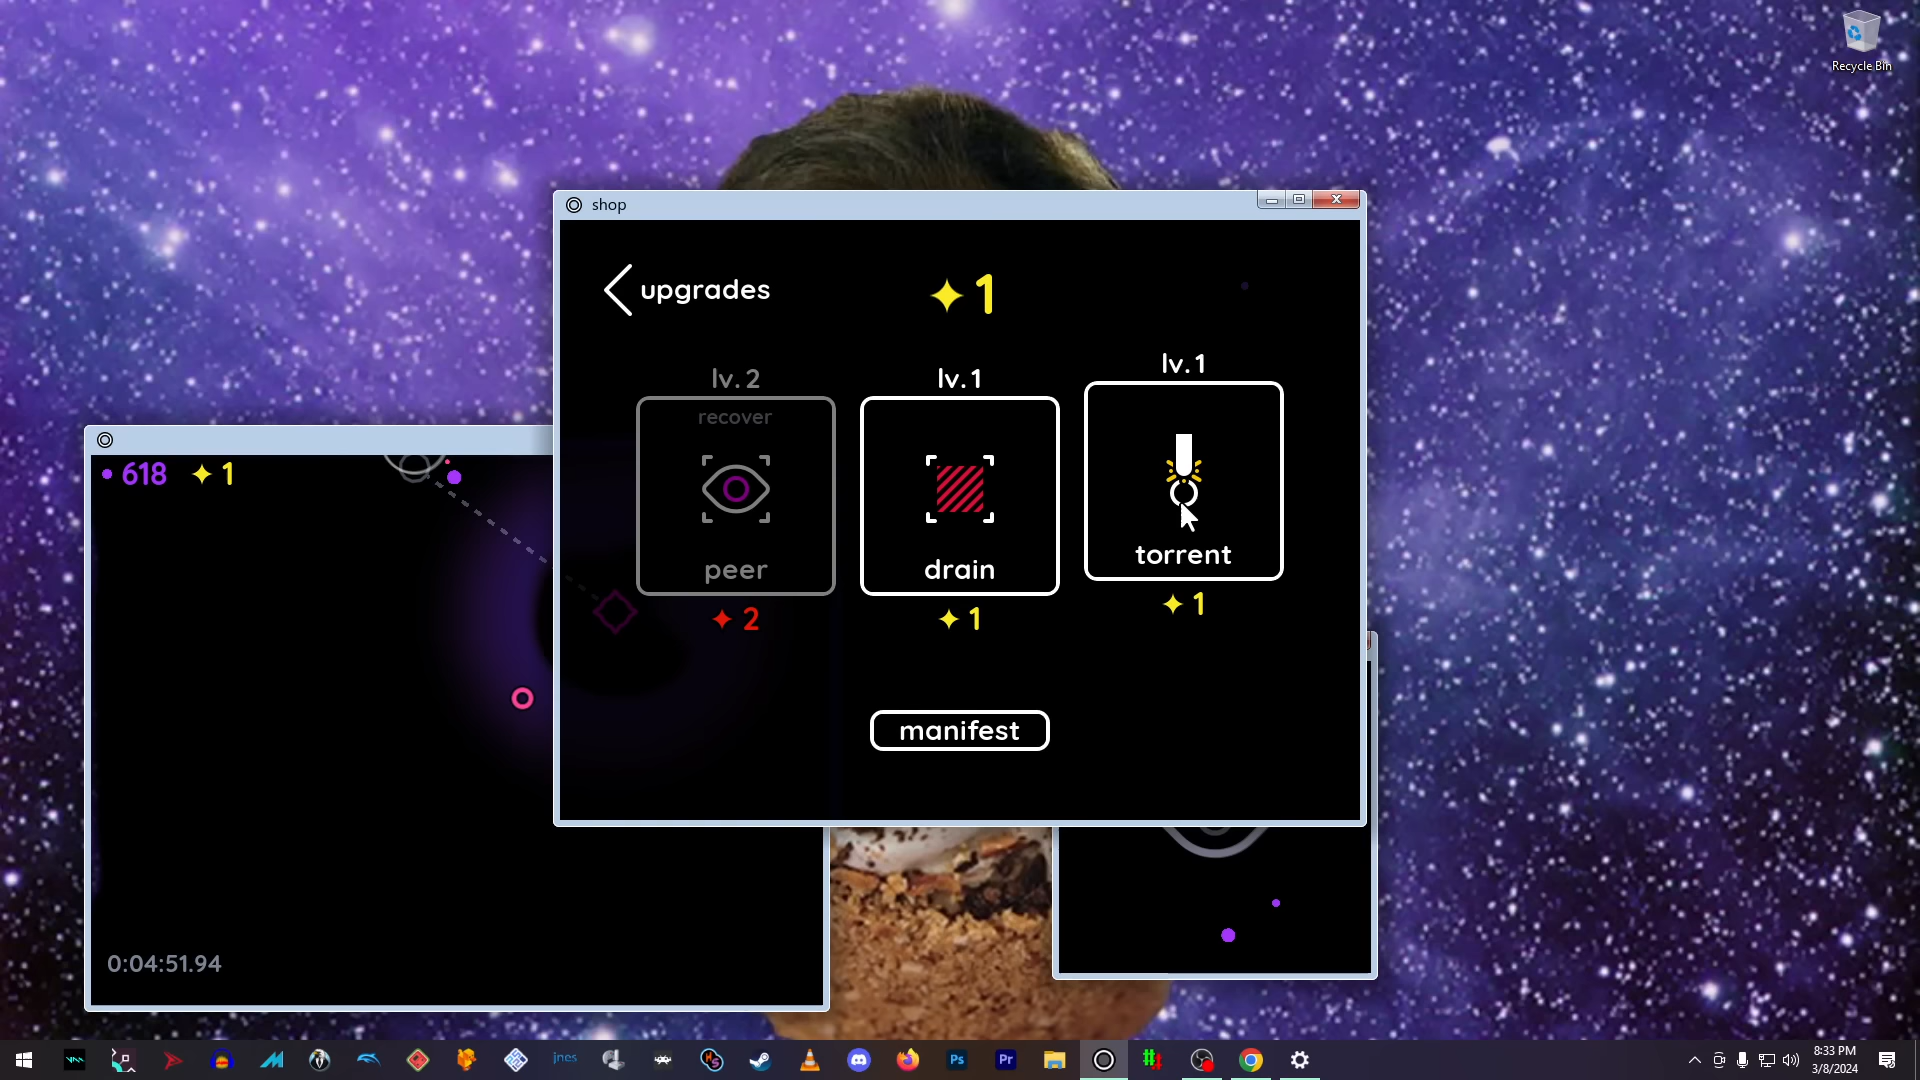 Recycle Bin
shop
upgrades
1
lv. 2
lv. 1
lv. 1
recover
peer
drain
torrent
2
1
1
manifest
618
1
0:04:51.94
jnes
Ps
Pr
8:33 PM
3/8/2024